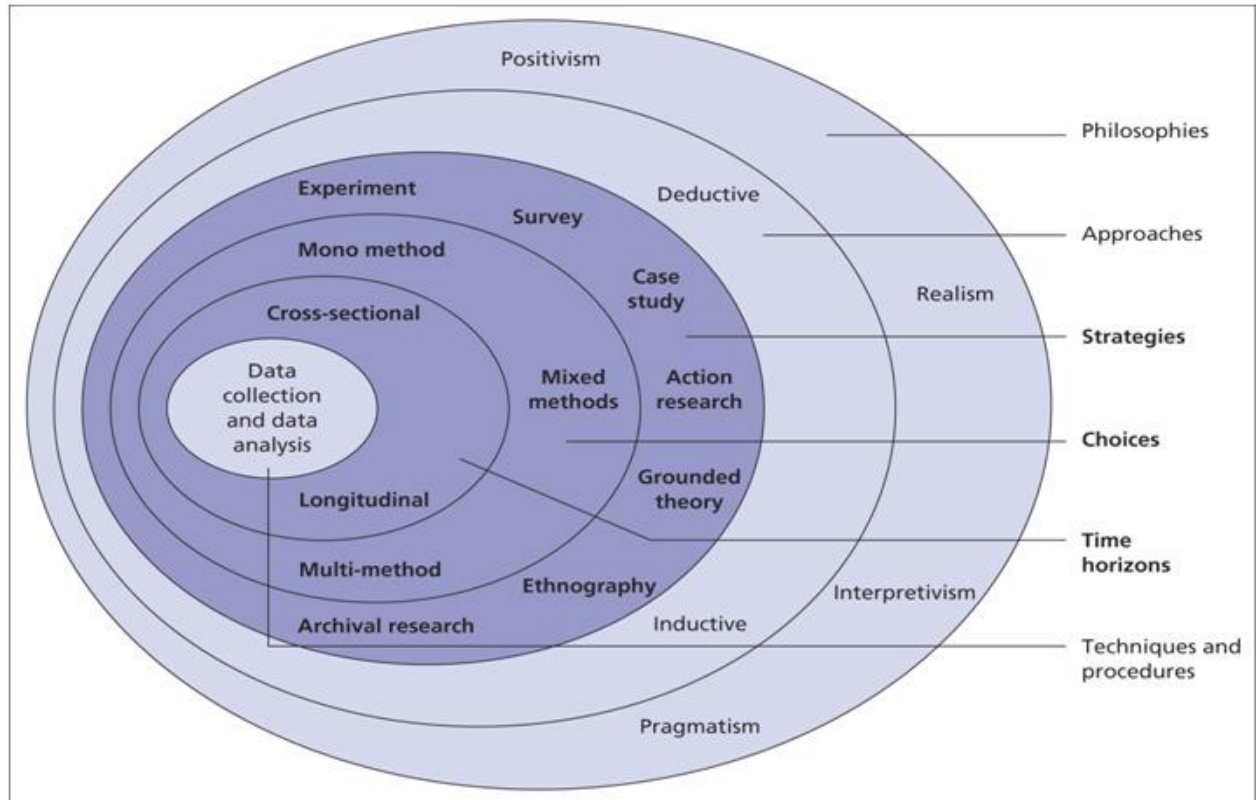 Positivism
Philosophies
Experiment
Deductive
Survey
Approaches
Mono method
Case
study
Realism
Cross-sectional
Strategies
Data
collection
and data
analysis
Mixed
methods
Action
research
Choices
Grounded
theory
Longitudinal
Time
horizons
Multi-method
Ethnography
Interpretivism
Archival research
Inductive
Techniques and
procedures
Pragmatism